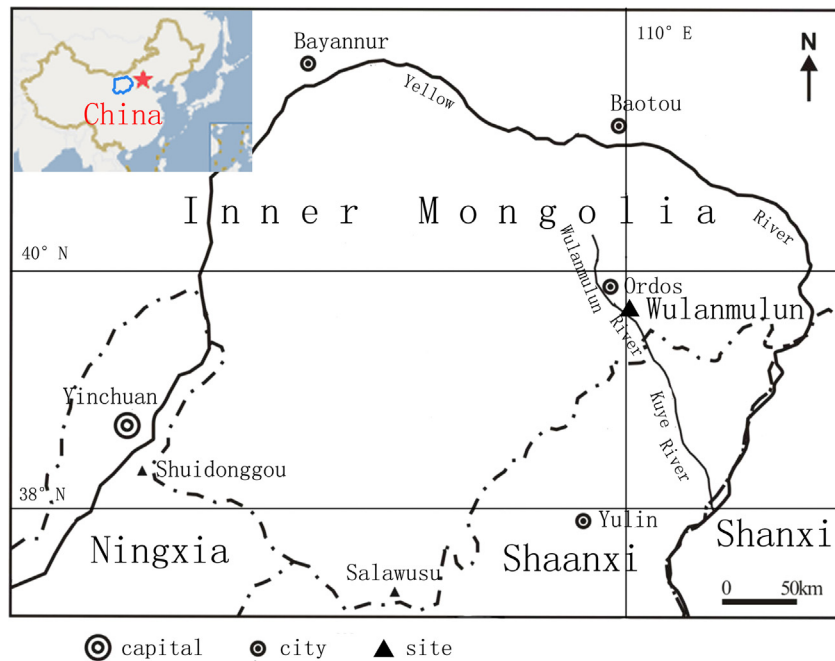 110° E
N
Bayannur
Yellow
Baotou
China
Inner Mongolia
River
40° N
Wulanmulun
River
Ordos
Wulanmulun
Yinchuan
Kuye
River
Shuidonggou
38° N
Yulin
Ningxia
Shaanxi
Shanxi
Salawusu
0 50km
capital
city
site